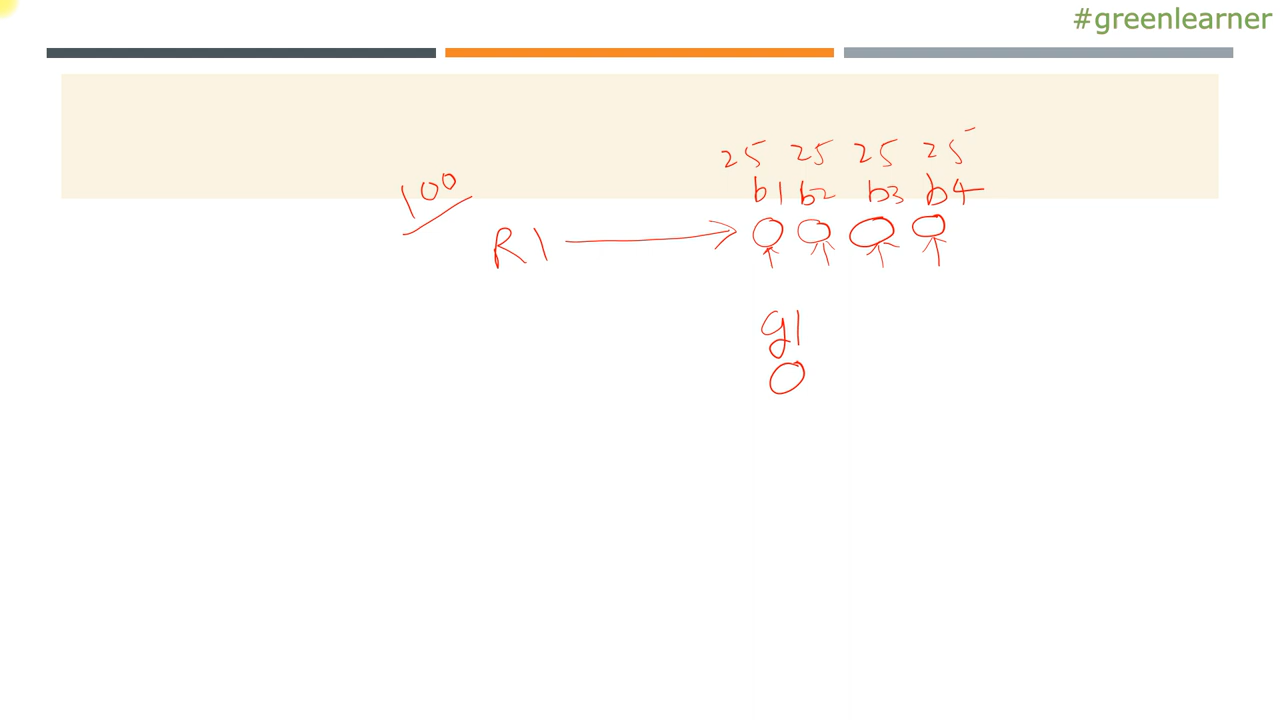 #greenlearner
25 25 25 25
100
b1 b2 b3 b4
R1
g1